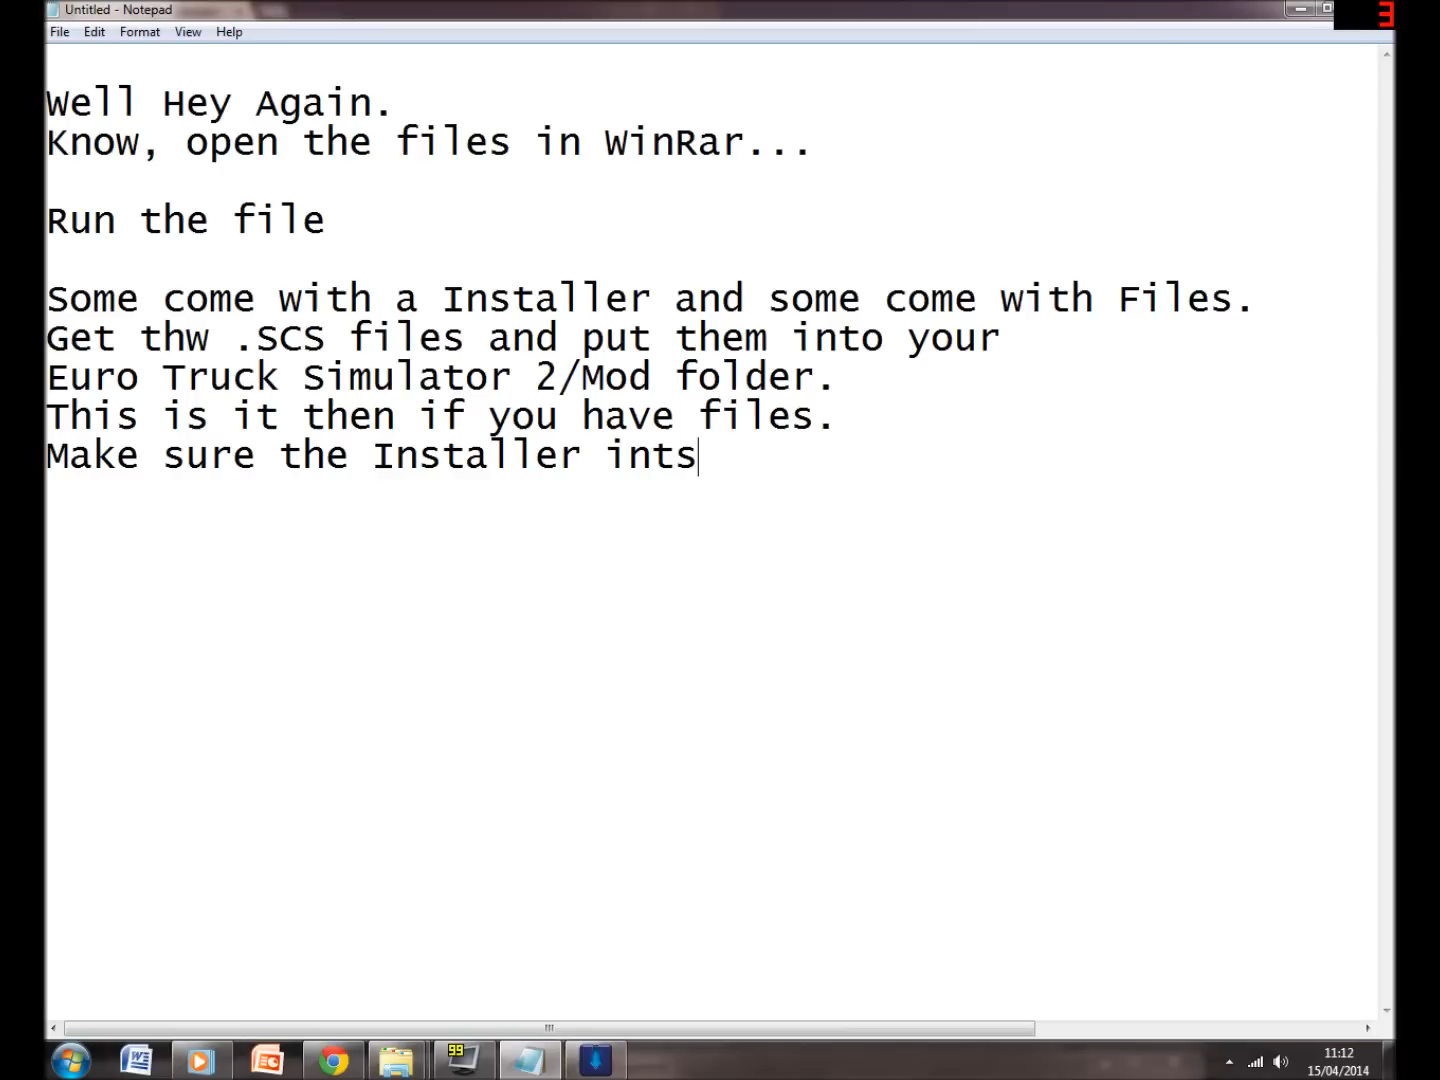 Untitled - Notepad
3
File Edit Format View Help
Well Hey Again.
Know, open the files in WinRar...
Run the file
Some come with a Installer and some come with Files.
Get thw .SCS files and put them into your
Euro Truck Simulator 2/Mod folder.
This is it then if you have files.
Make sure the Installer ints
99
11:12
15/04/2014